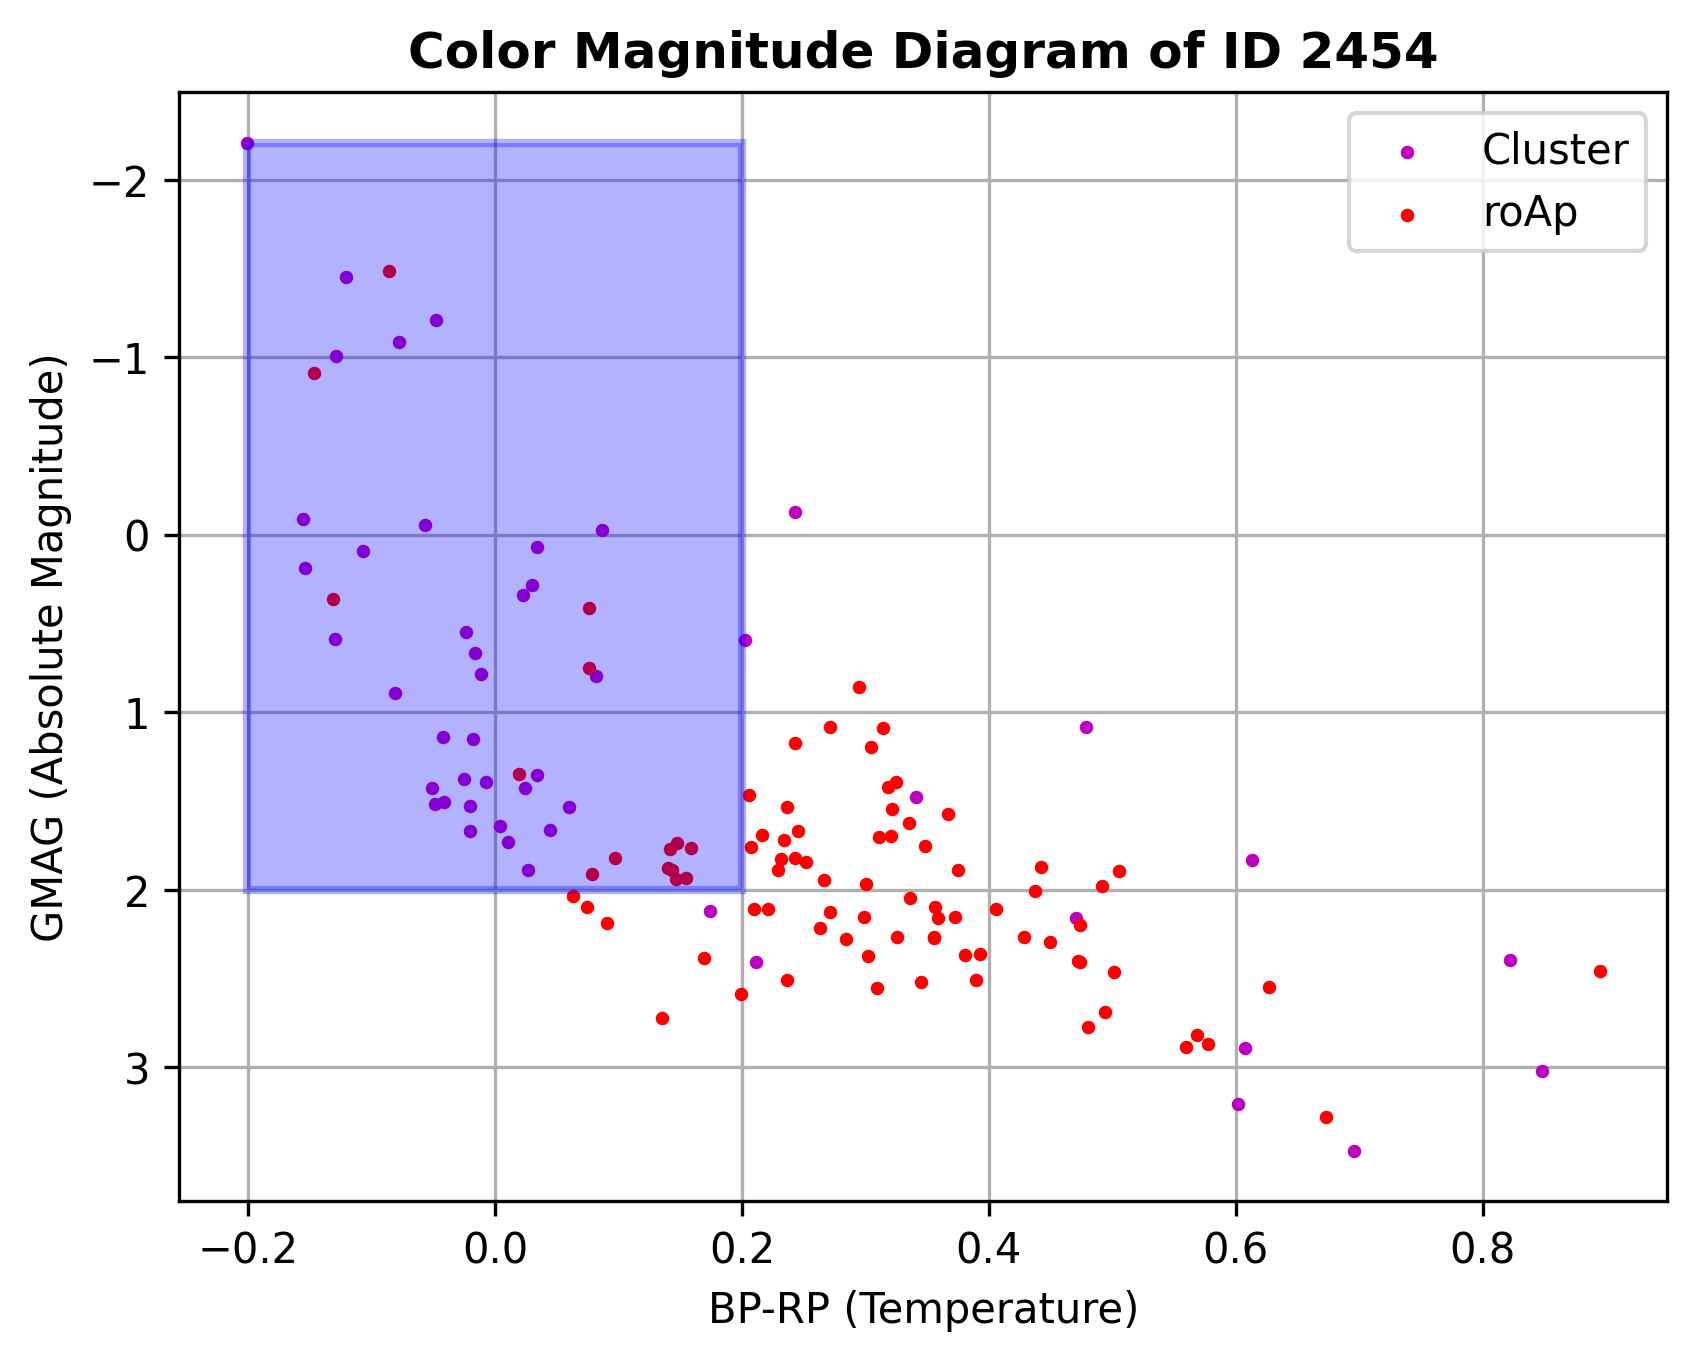 Color Magnitude Diagram of ID 2454
Cluster
roAp
GMAG (Absolute Magnitude)
−2
−1
0
1
2
3
−0.2 0.0 0.2 0.4 0.6 0.8
BP-RP (Temperature)